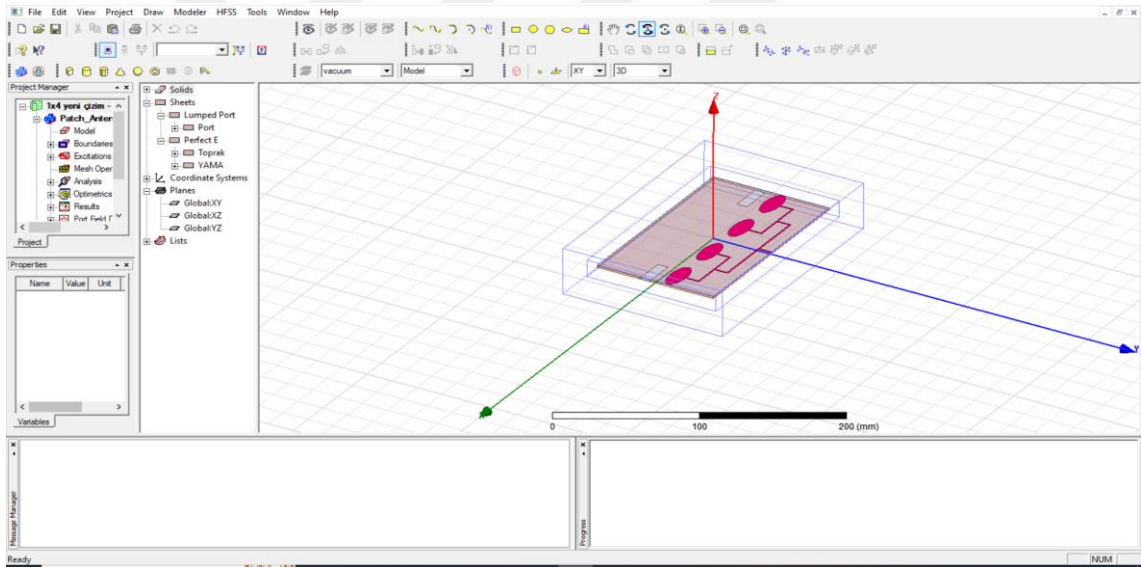 File Edit View Project Draw Modeler HFSS Tools Window Help
vacuum Model XY 3D
Project Manager
1x4 yeni çizim -
Patch_Anter
Model
Boundaries
Excitations
Mesh Oper
Analysis
Optimetrics
Results
Port Field
Project
Solids
Sheets
Lumped Port
Port
Perfect E
Toprak
YAMA
Coordinate Systems
Planes
Global:XY
Global:XZ
Global:YZ
Lists
Properties
Name Value Unit
Variables
Z
Y
0 100 200 (mm)
Message Manager
Progress
Ready
NUM